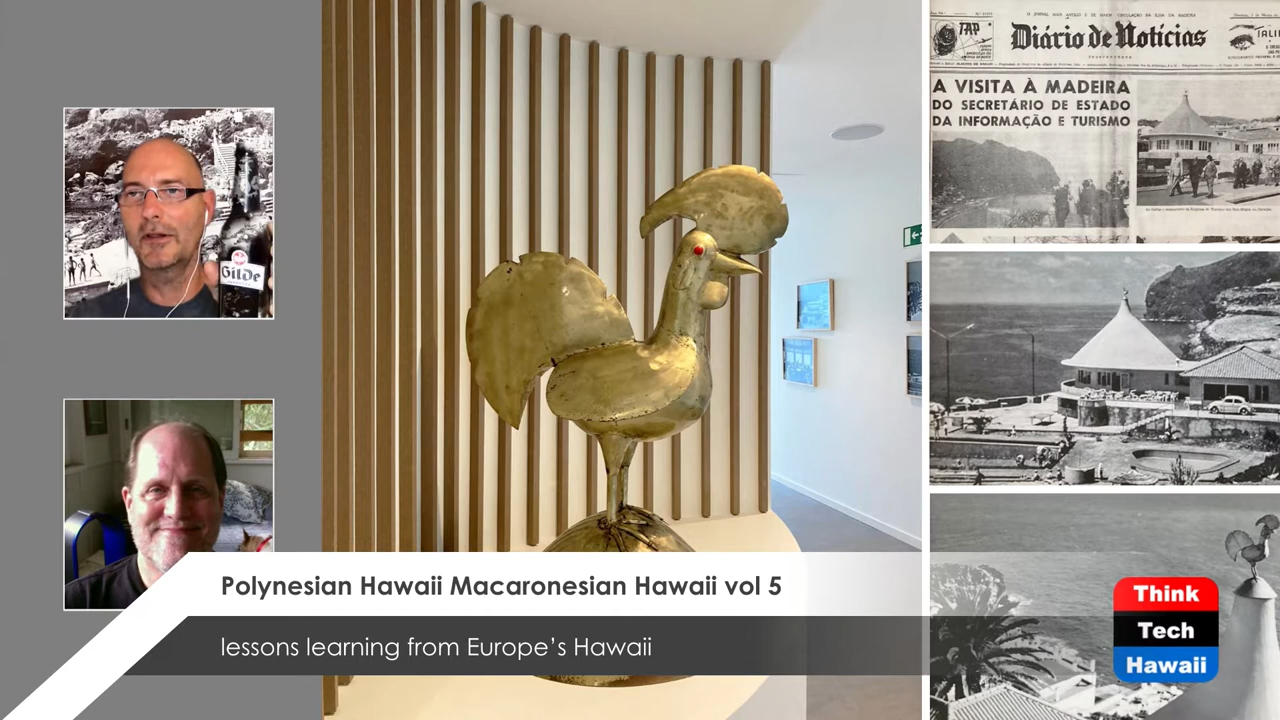 Gilde
TAP
Diário de Notícias
A VISITA À MADEIRA
DO SECRETÁRIO DE ESTADO
DA INFORMAÇÃO E TURISMO
Polynesian Hawaii Macaronesian Hawaii vol 5
lessons learning from Europe’s Hawaii
Think
Tech
Hawaii